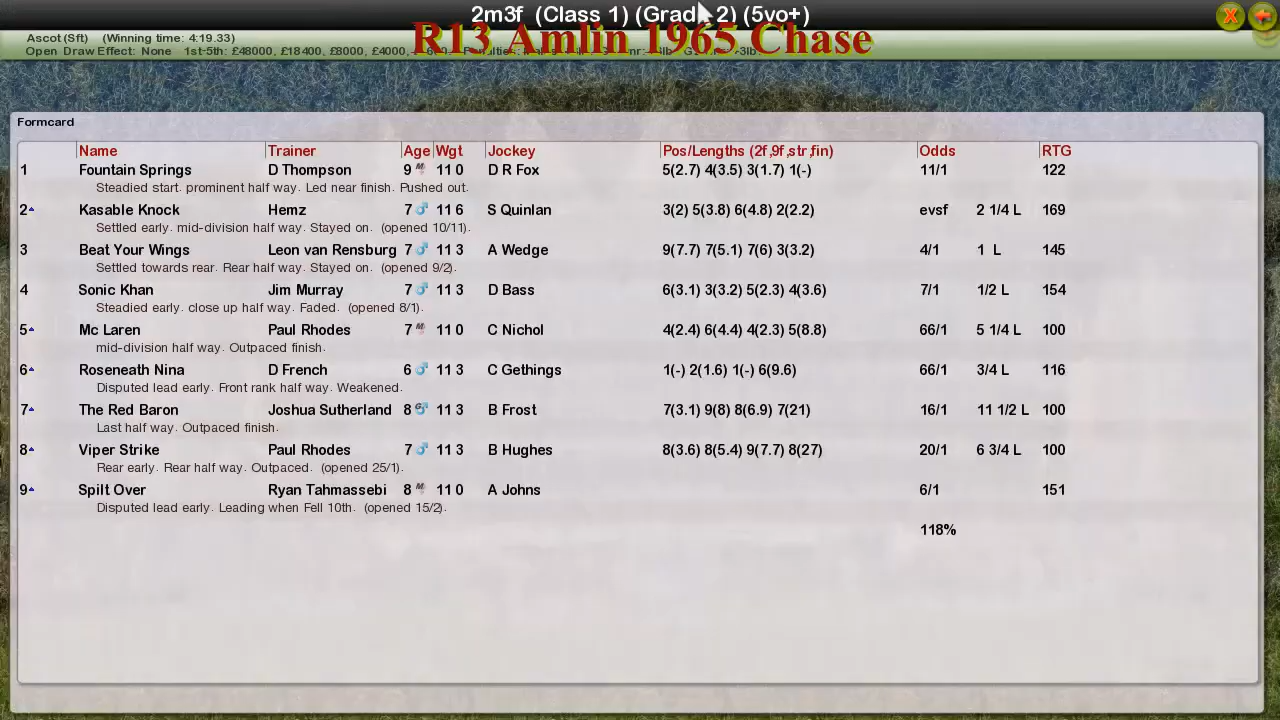 2m3f (Class 1) (Grade 2) (5vo+)
R13 Amlin 1965 Chase
Ascot(Sft) (Winning time: 4:19.33)
Open Draw Effect: None 1st-5th: £48000, £18400, £8000, £4000,
Formcard
Name Trainer Age Wgt Jockey Pos/Lengths (2f,9f,str,fin) Odds RTG
1 Fountain Springs D Thompson 9 11 0 D R Fox 5(2.7) 4(3.5) 3(1.7) 1(-) 11/1 122
Steadied start. prominent half way. Led near finish. Pushed out.
2 Kasable Knock Hemz 7 11 6 S Quinlan 3(2) 5(3.8) 6(4.8) 2(2.2) evsf 2 1/4 L 169
Settled early. mid-division half way. Stayed on. (opened 10/11).
3 Beat Your Wings Leon van Rensburg 7 11 3 A Wedge 9(7.7) 7(5.1) 7(6) 3(3.2) 4/1 1 L 145
Settled towards rear. Rear half way. Stayed on. (opened 9/2).
4 Sonic Khan Jim Murray 7 11 3 D Bass 6(3.1) 3(3.2) 5(2.3) 4(3.6) 7/1 1/2 L 154
Steadied early. close up half way. Faded. (opened 8/1).
5 Mc Laren Paul Rhodes 7 11 0 C Nichol 4(2.4) 6(4.4) 4(2.3) 5(8.8) 66/1 5 1/4 L 100
mid-division half way. Outpaced finish.
6 Roseneath Nina D French 6 11 3 C Gethings 1(-) 2(1.6) 1(-) 6(9.6) 66/1 3/4 L 116
Disputed lead early. Front rank half way. Weakened.
7 The Red Baron Joshua Sutherland 8 11 3 B Frost 7(3.1) 9(8) 8(6.9) 7(21) 16/1 11 1/2 L 100
Last half way. Outpaced finish.
8 Viper Strike Paul Rhodes 7 11 3 B Hughes 8(3.6) 8(5.4) 9(7.7) 8(27) 20/1 6 3/4 L 100
Rear early. Rear half way. Outpaced. (opened 25/1).
9 Spilt Over Ryan Tahmassebi 8 11 0 A Johns 6/1 151
Disputed lead early. Leading when Fell 10th. (opened 15/2).
118%